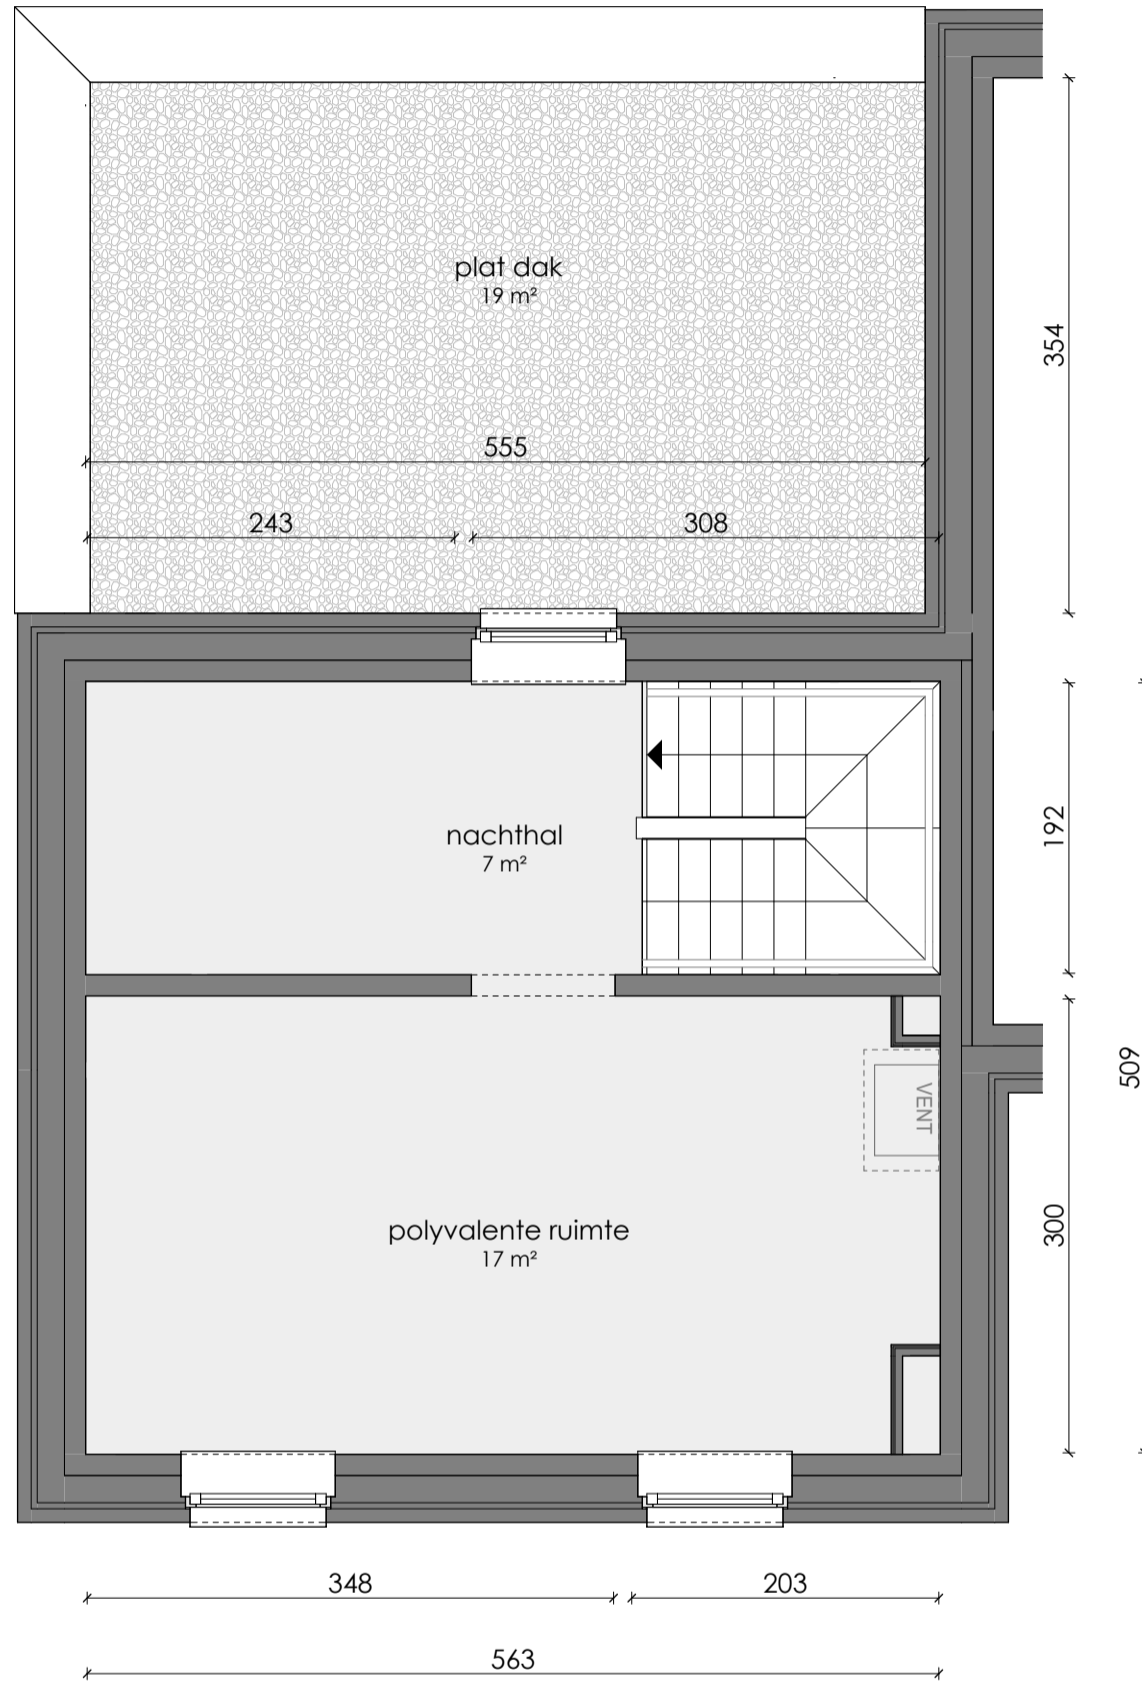 plat dak
19 m²
354
555
243
308
nachthal
7 m²
192
509
VENT
polyvalente ruimte
17 m²
300
348
203
563